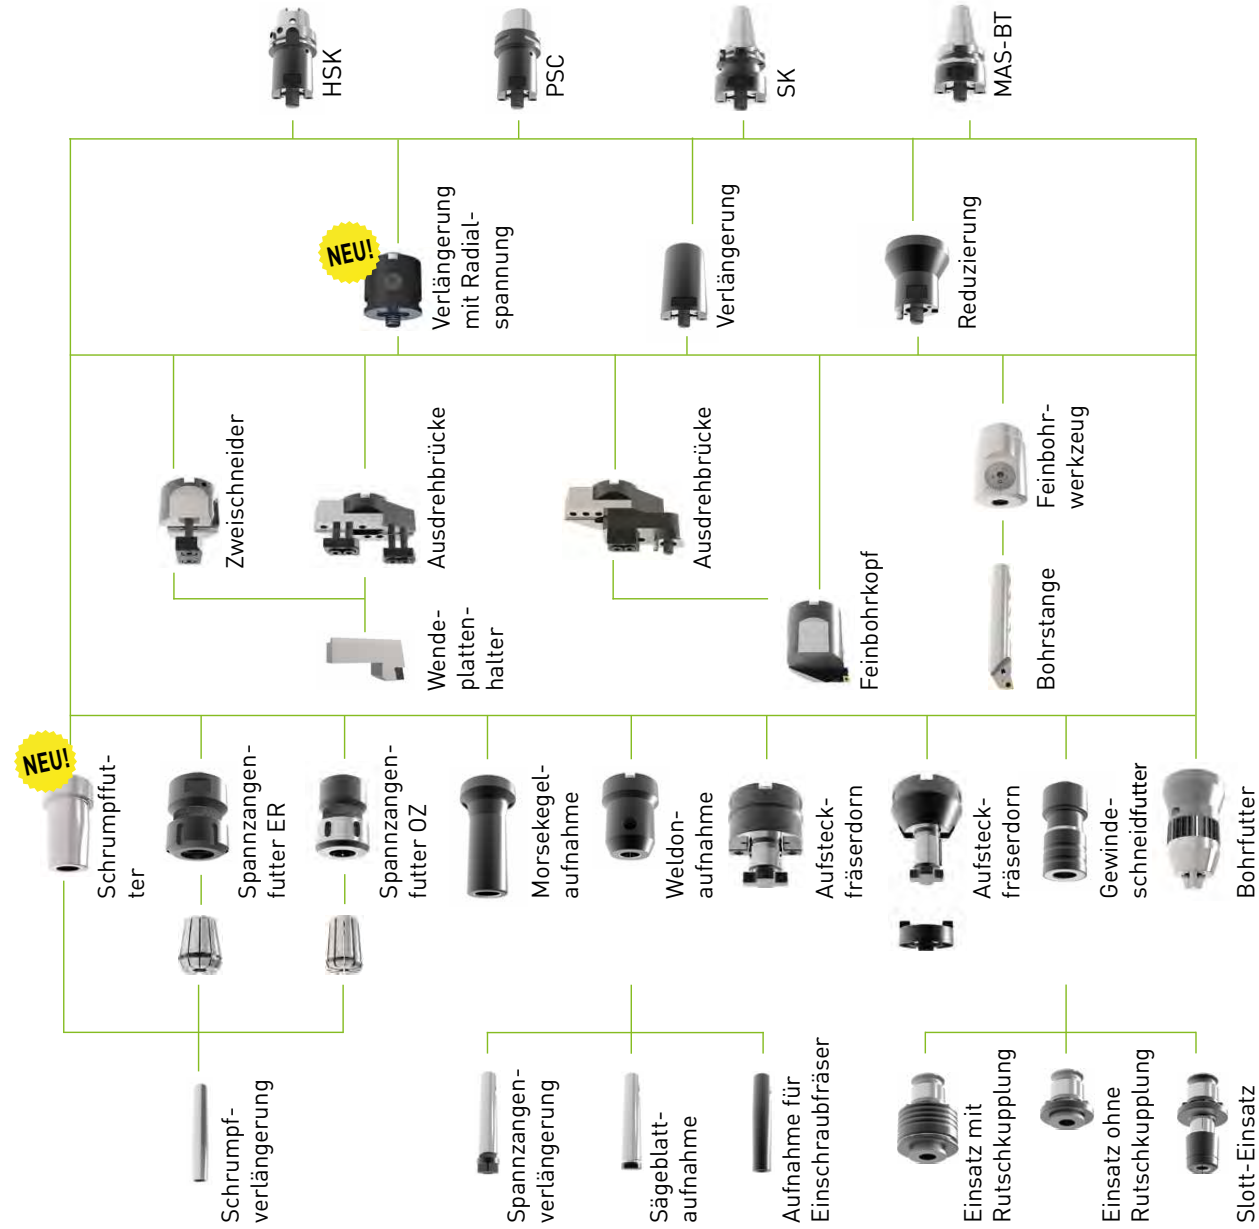 HSK
PSC
SK
MAS-BT
NEU!
Verlängerung
mit Radial-
spannung
Verlängerung
Reduzierung
Zweischneider
Ausdrehbrücke
Ausdrehbrücke
Feinbohr-
werkzeug
Wende-
platten-
halter
Feinbohrkopf
Bohrstange
NEU!
Schrumpffut-
ter
Spannzangen-
futter ER
Spannzangen-
futter OZ
Morsekegel-
aufnahme
Weldon-
aufnahme
Aufsteck-
fräserdorn
Aufsteck-
fräserdorn
Gewinde-
schneidfutter
Bohrfutter
Schrumpf-
verlängerung
Spannzangen-
verlängerung
Sägeblatt-
aufnahme
Aufnahme für
Einschraubfräser
Einsatz mit
Rutschkupplung
Einsatz ohne
Rutschkupplung
Slott-Einsatz